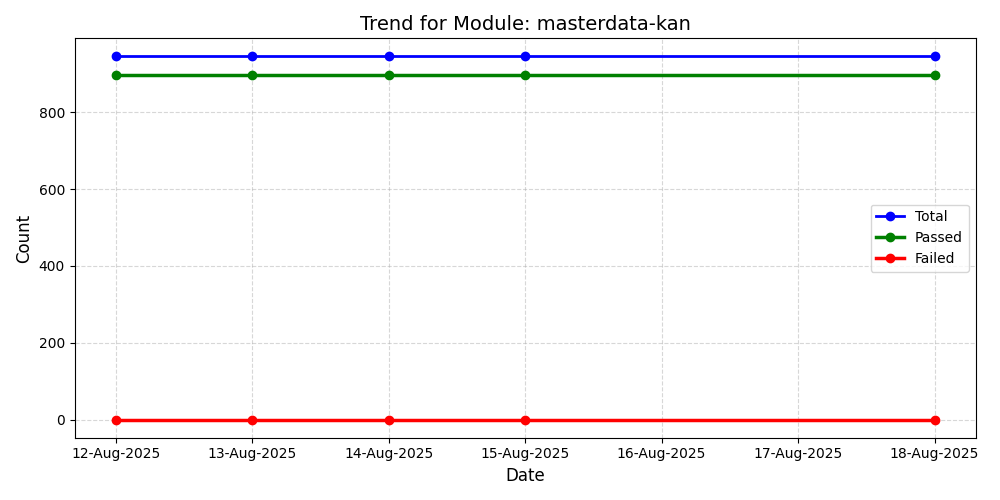 Trend for Module: masterdata-kan
Count
800
600
400
200
0
Total
Passed
Failed
12-Aug-2025 13-Aug-2025 14-Aug-2025 15-Aug-2025 16-Aug-2025 17-Aug-2025 18-Aug-2025
Date